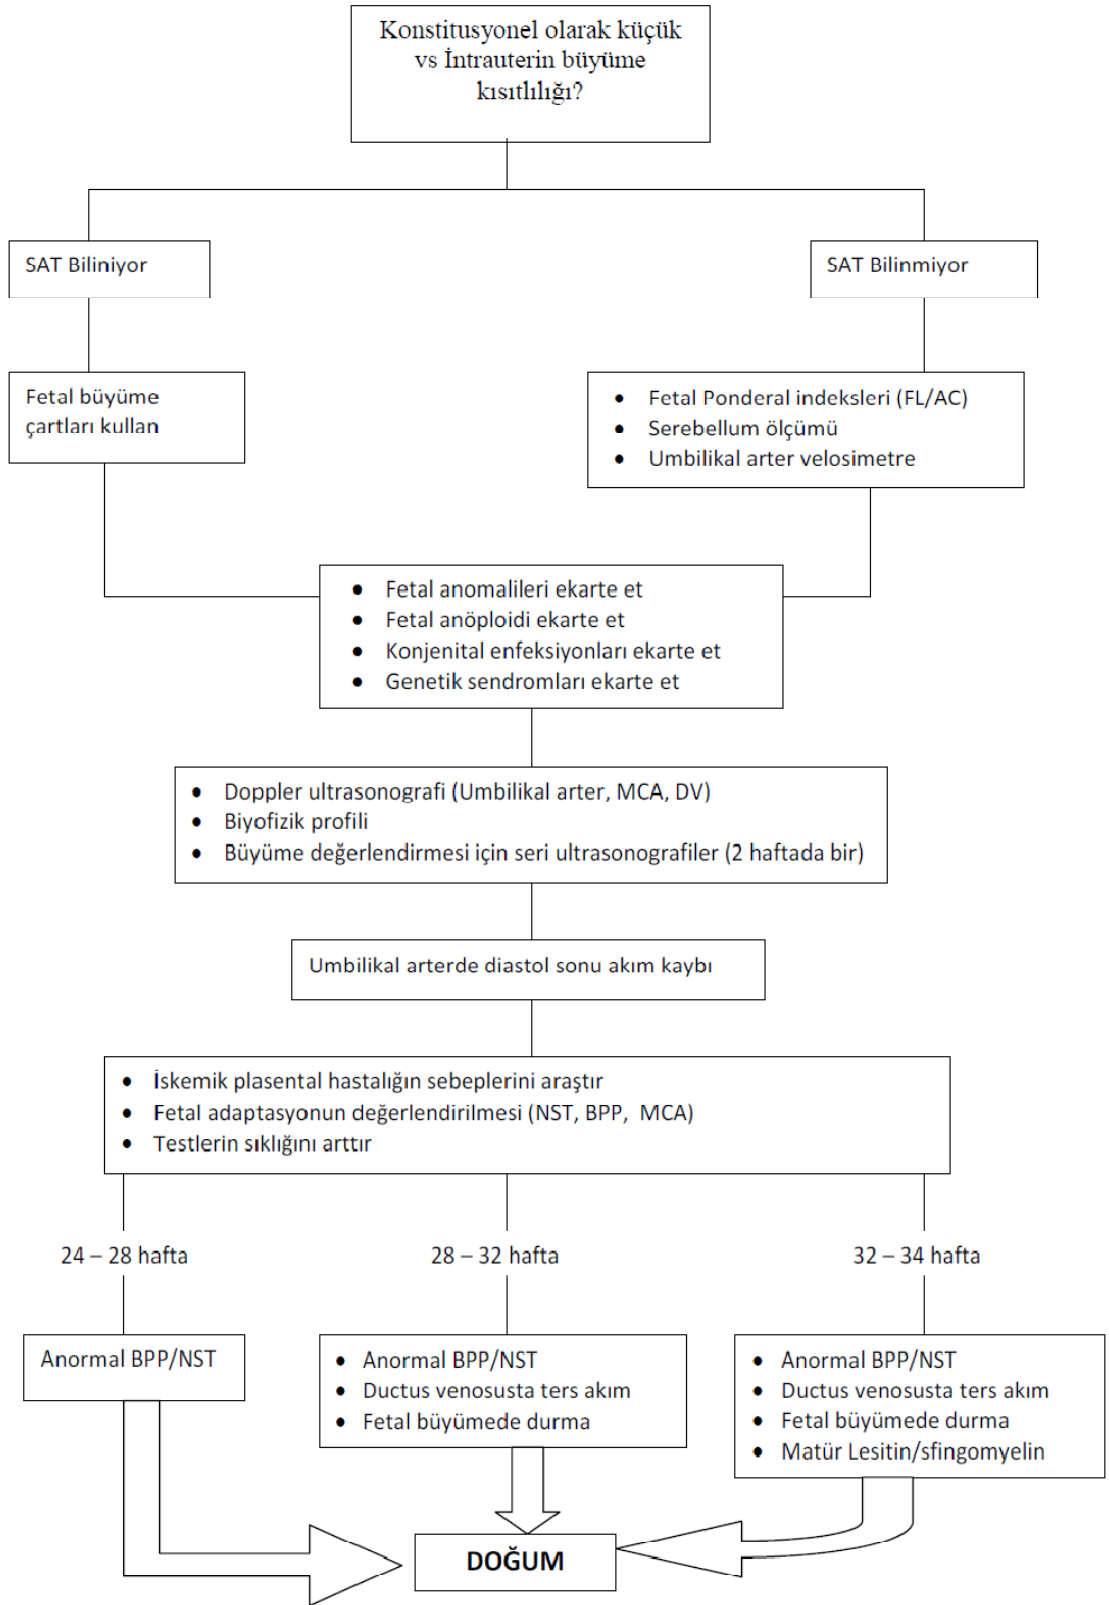 Konstitusyonel olarak küçük
vs İntrauterin büyüme
kısıtlılığı?
SAT Biliniyor
SAT Bilinmiyor
Fetal büyüme
çartları kullan
• Fetal Ponderal indeksleri (FL/AC)
• Serebellum ölçümü
• Umbilikal arter velosimetre
• Fetal anomalileri ekarte et
• Fetal anöploidi ekarte et
• Konjenital enfeksiyonları ekarte et
• Genetik sendromları ekarte et
• Doppler ultrasonografi (Umbilikal arter, MCA, DV)
• Biyofizik profili
• Büyüme değerlendirmesi için seri ultrasonografiler (2 haftada bir)
Umbilikal arterde diastol sonu akım kaybı
• İskemik plasental hastalığın sebeplerini araştır
• Fetal adaptasyonun değerlendirilmesi (NST, BPP, MCA)
• Testlerin sıklığını arttır
24 – 28 hafta
28 – 32 hafta
32 – 34 hafta
Anormal BPP/NST
• Anormal BPP/NST
• Ductus venosusta ters akım
• Fetal büyümede durma
• Anormal BPP/NST
• Ductus venosusta ters akım
• Fetal büyümede durma
• Matür Lesitin/sfingomyelin
DOĞUM